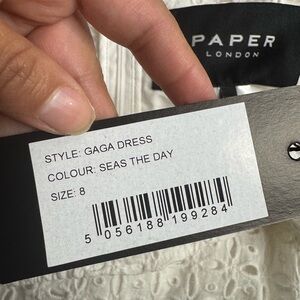 PAPER
LONDON
STYLE: GAGA DRESS
COLOUR: SEAS THE DAY
SIZE: 8
5 056188 199284